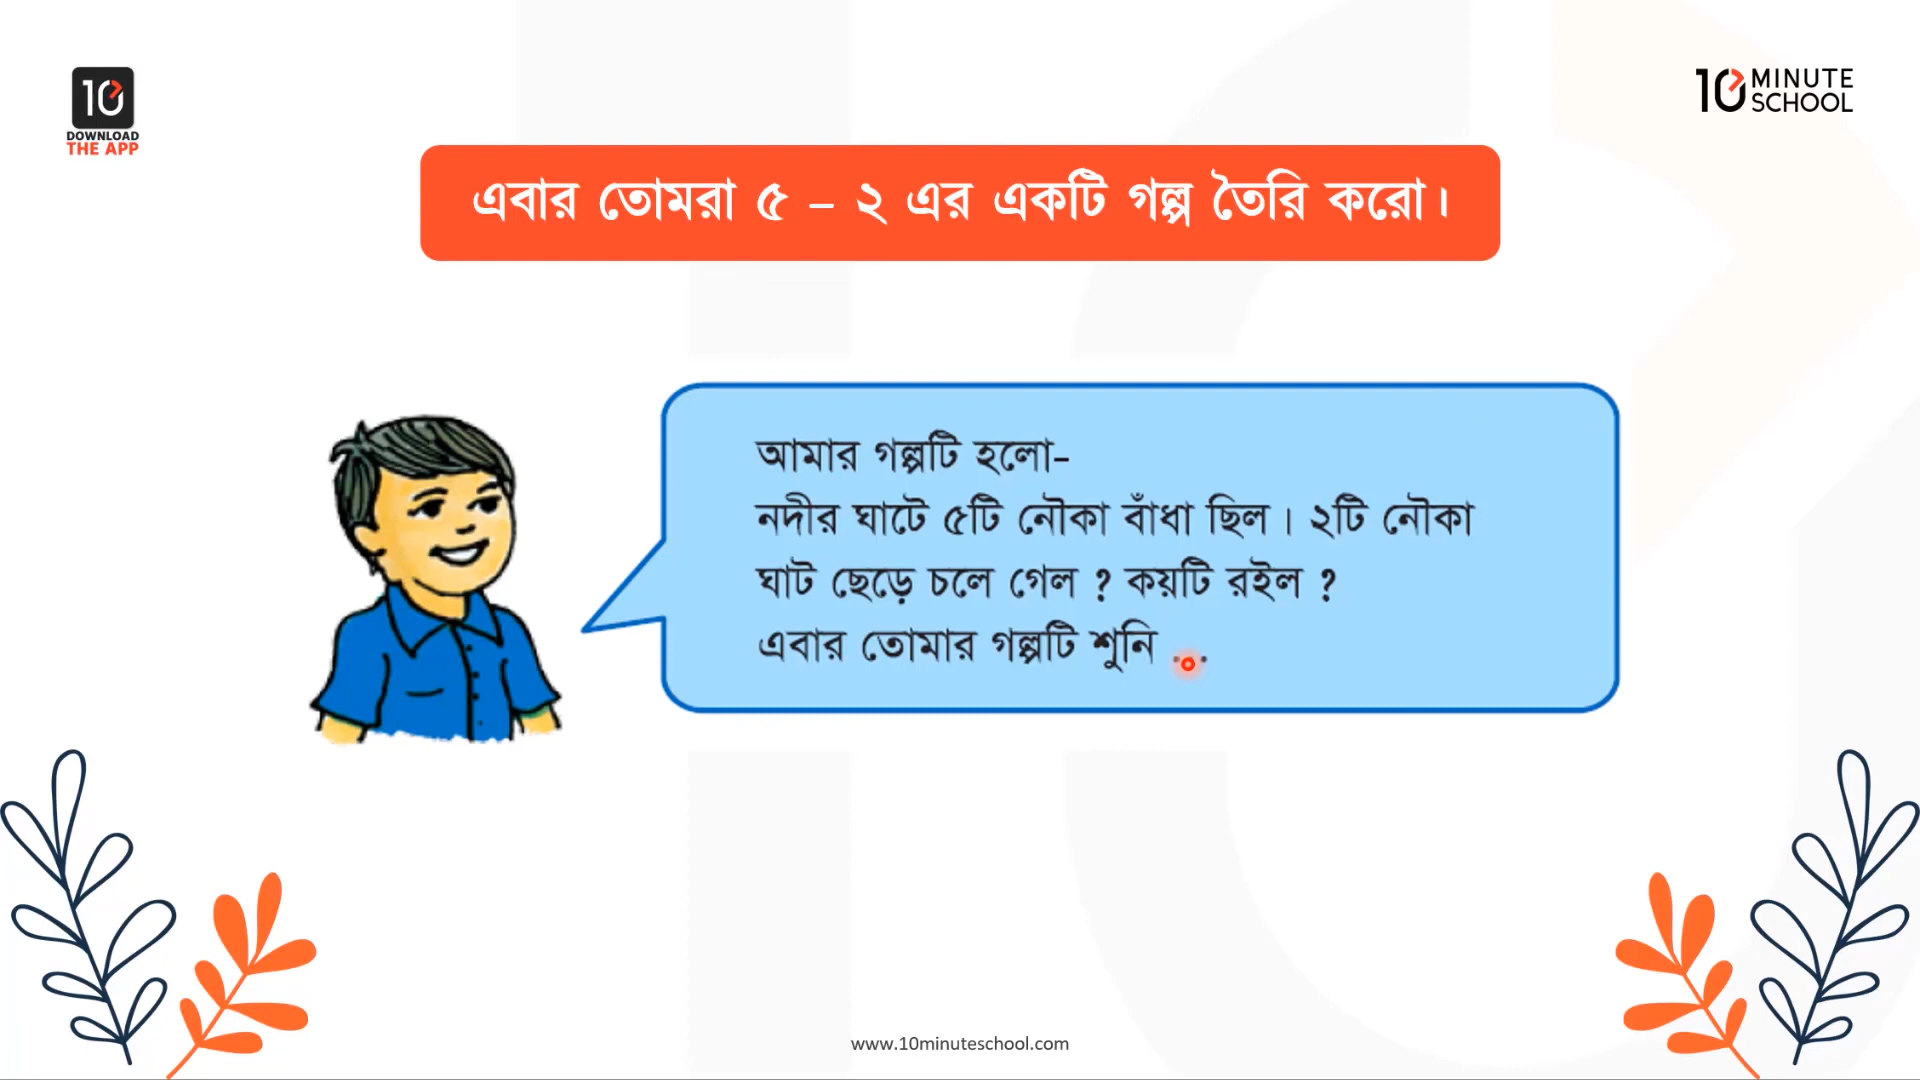 10
DOWNLOAD
THE APP
10 MINUTE
SCHOOL
এবার তোমরা ৫ – ২ এর একটি গল্প তৈরি করো।
আমার গল্পটি হলো–
নদীর ঘাটে ৫টি নৌকা বাঁধা ছিল। ২টি নৌকা
ঘাট ছেড়ে চলে গেল ? কয়টি রইল ?
এবার তোমার গল্পটি শুনি ...
www.10minuteschool.com